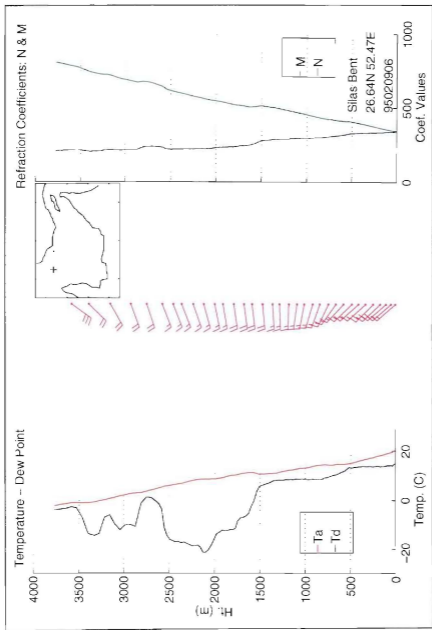 Temperature – Dew Point
4000
3500
3000
2500
2000
1500
1000
500
0
Ht. (m)
Ta
Td
−20
0
20
Temp. (C)
Refraction Coefficients: N & M
M
N
Silas Bent
26.64N 52.47E
95020906
0
500
1000
Coef. Values